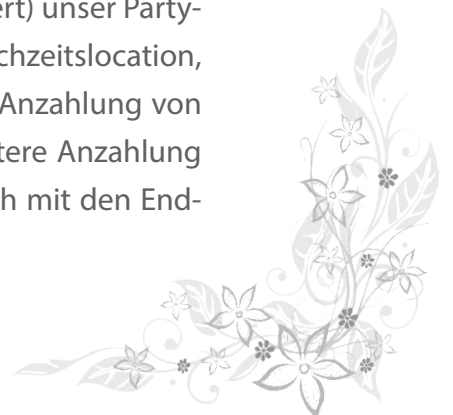 ert) unser Party-
chzeitslocation,
Anzahlung von
tere Anzahlung
h mit den End-